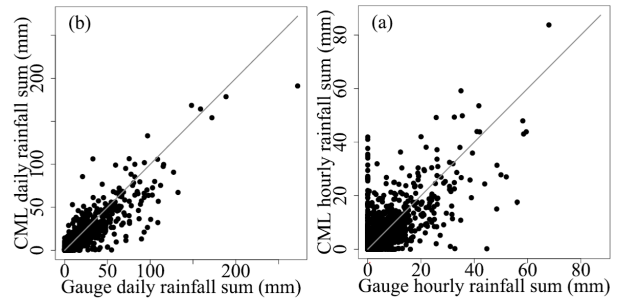 (b)
CML daily rainfall sum (mm)
0 50 100 200
0 50 100 200
Gauge daily rainfall sum (mm)
(a)
CML hourly rainfall sum (mm)
0 20 40 60 80
0 20 40 60 80
Gauge hourly rainfall sum (mm)